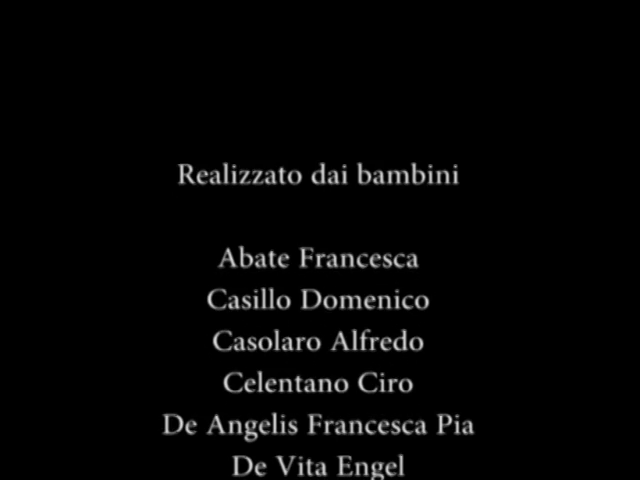 Realizzato dai bambini
Abate Francesca
Casillo Domenico
Casolaro Alfredo
Celentano Ciro
De Angelis Francesca Pia
De Vita Engel